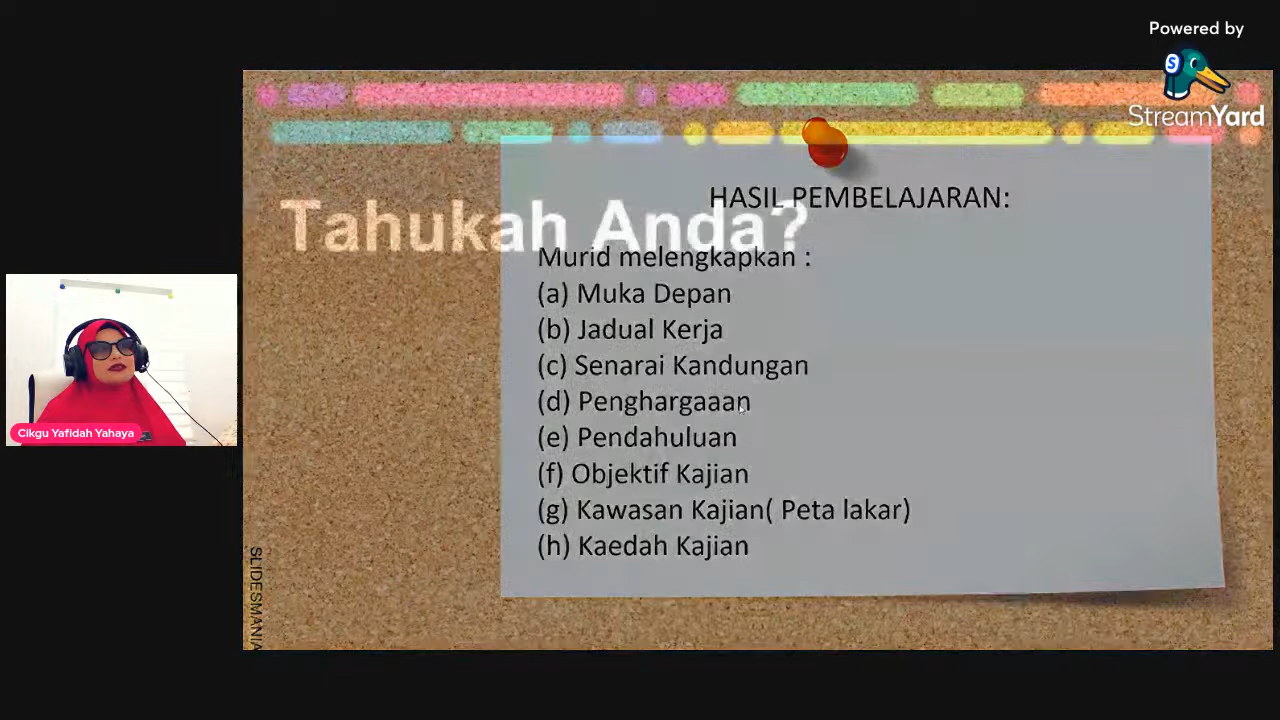 Powered by
StreamYard
HASIL PEMBELAJARAN:
Tahukah Anda?
Murid melengkapkan :
(a) Muka Depan
(b) Jadual Kerja
(c) Senarai Kandungan
(d) Penghargaaan
(e) Pendahuluan
(f) Objektif Kajian
(g) Kawasan Kajian( Peta lakar)
(h) Kaedah Kajian
Cikgu Yafidah Yahaya
SLIDESMANIA